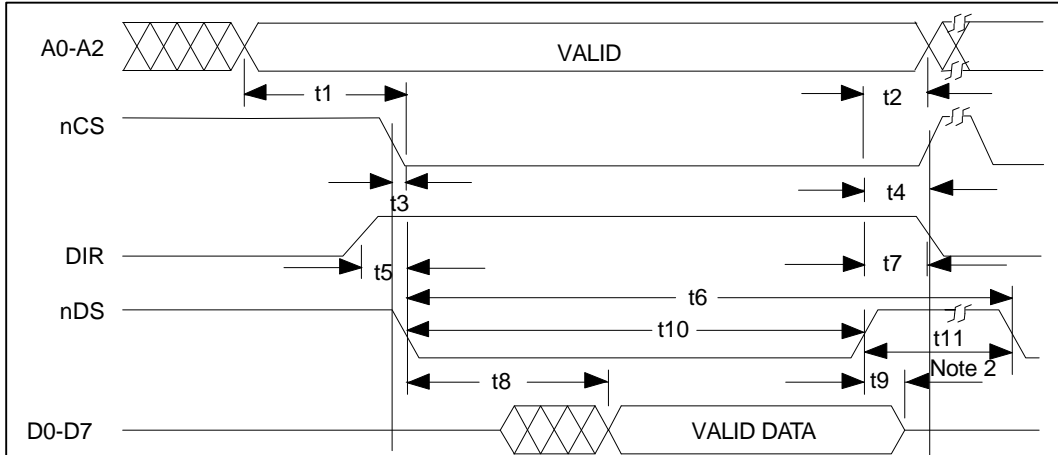 A0-A2
VALID
t1
t2
nCS
t3
t4
DIR
t5
t7
t6
nDS
t10
t11
t8
t9
Note 2
D0-D7
VALID DATA